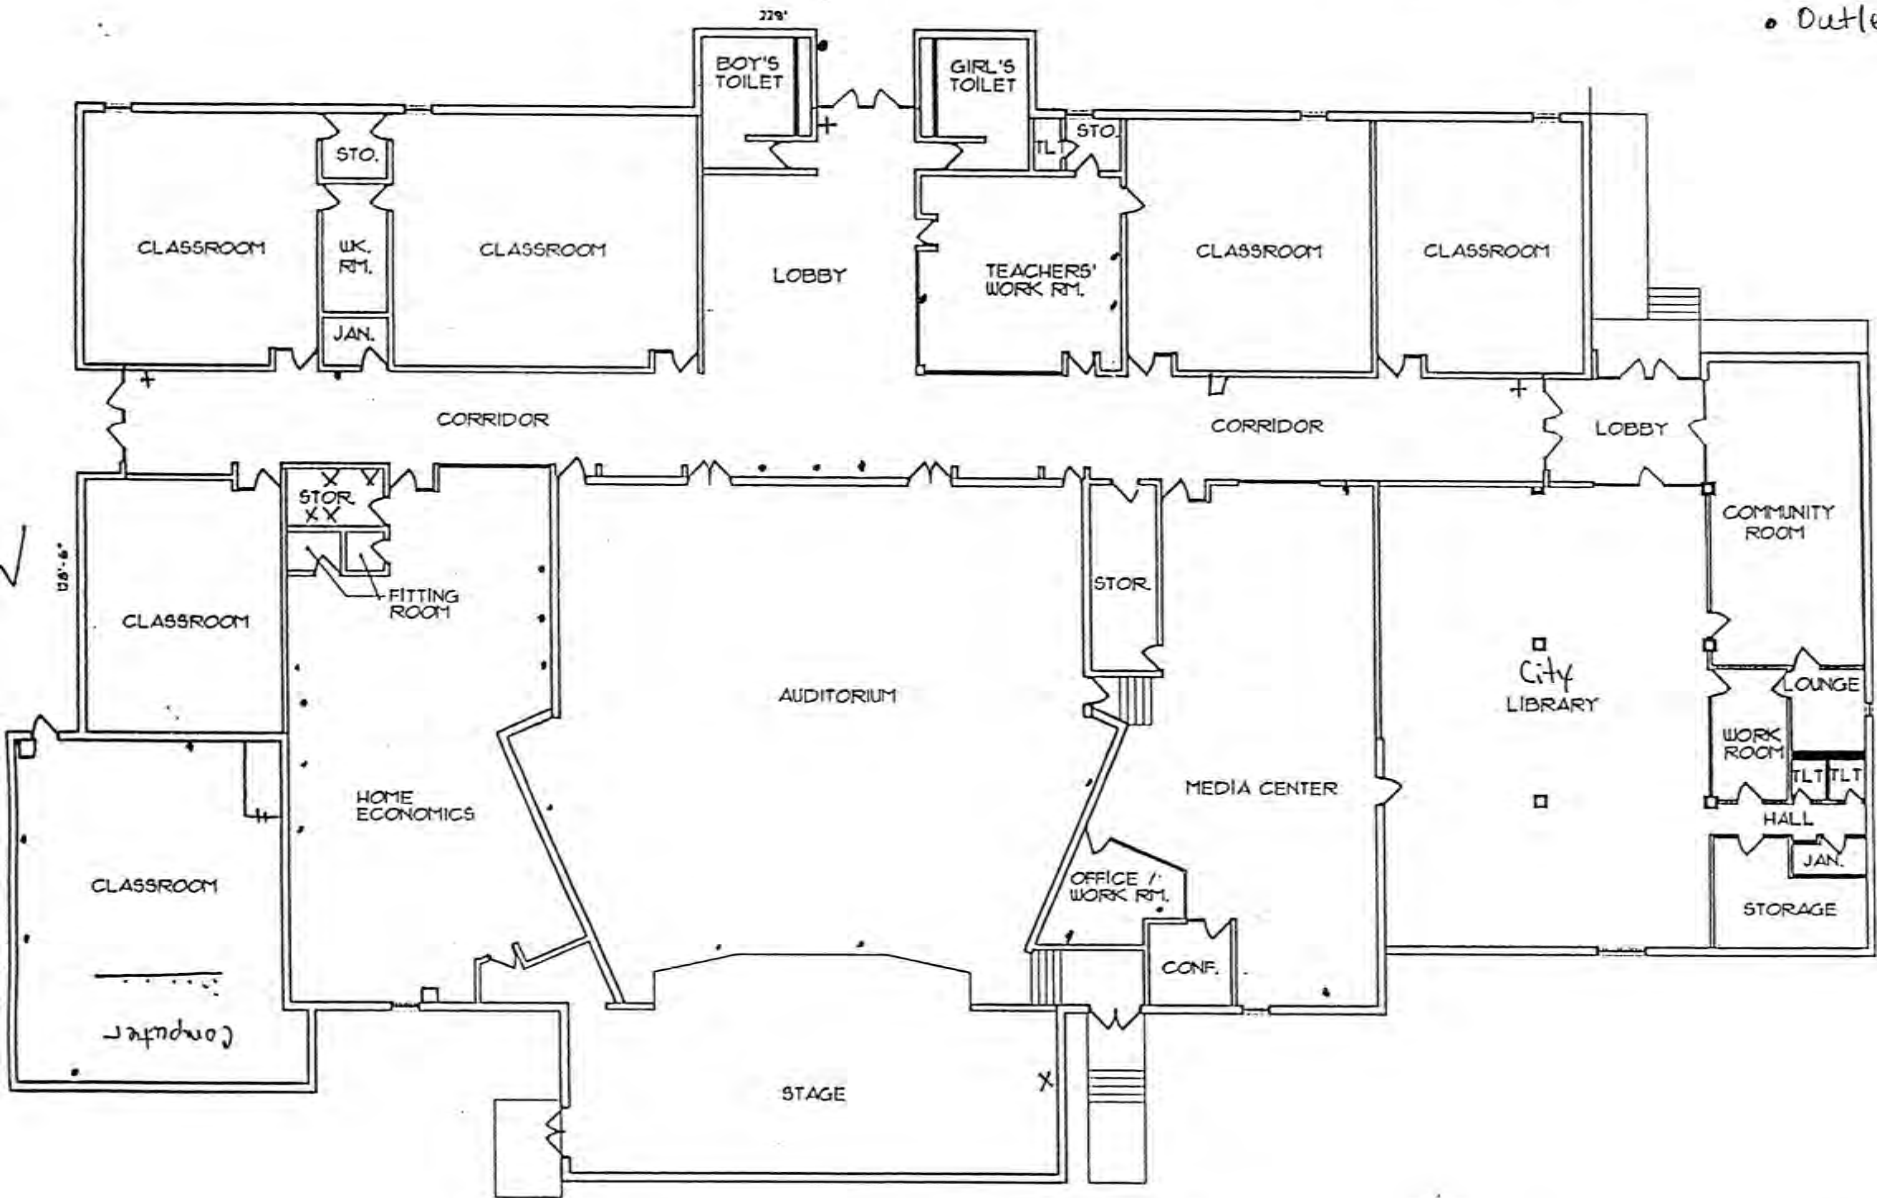 229'
• Outle
BOY'S
TOILET
GIRL'S
TOILET
STO.
TLT
STO.
CLASSROOM
WK.
RM.
CLASSROOM
LOBBY
TEACHERS'
WORK RM.
CLASSROOM
CLASSROOM
JAN.
CORRIDOR
CORRIDOR
LOBBY
STOR.
COMMUNITY
ROOM
128'-6"
FITTING
ROOM
STOR.
CLASSROOM
AUDITORIUM
City
LIBRARY
LOUNGE
WORK
ROOM
TLT
TLT
HOME
ECONOMICS
MEDIA CENTER
HALL
JAN.
CLASSROOM
OFFICE /
WORK RM.
STORAGE
CONF.
Computer
STAGE